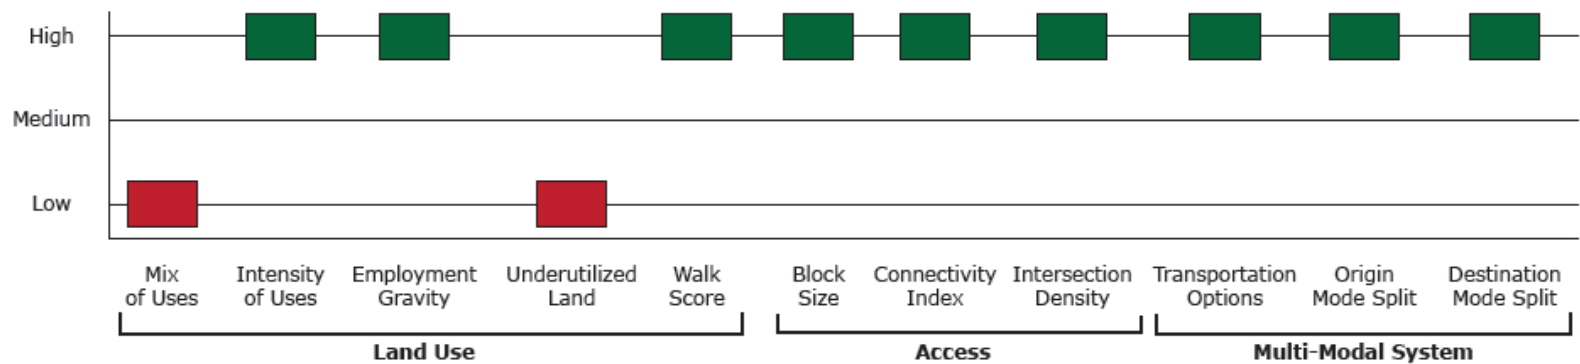 High
Medium
Low
Mix
of Uses
Intensity
of Uses
Employment
Gravity
Underutilized
Land
Walk
Score
Block
Size
Connectivity
Index
Intersection
Density
Transportation
Options
Origin
Mode Split
Destination
Mode Split
Land Use
Access
Multi-Modal System